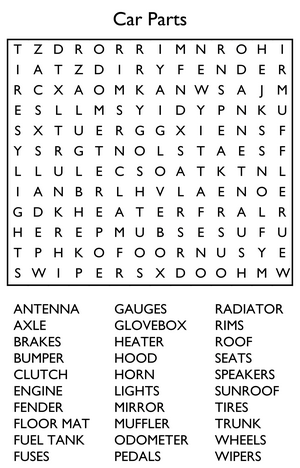 Car Parts
T Z D R O R R I M N R O H I
I A T Z D I R Y F E N D E R
R C X A O M K A N W S A J M
E S L L M S Y I D Y P N K U
S X T U E R G G X I E N S F
Y S R G T N O L S T A E S F
L L U L E C S O A T K T N L
I A N B R L H V L A E N O E
G D K H E A T E R F R A L R
H E R E P M U B S E S U F U
T P H K O F O O R N U S Y E
S W I P E R S X D O O H M W
ANTENNA GAUGES RADIATOR
AXLE GLOVEBOX RIMS
BRAKES HEATER ROOF
BUMPER HOOD SEATS
CLUTCH HORN SPEAKERS
ENGINE LIGHTS SUNROOF
FENDER MIRROR TIRES
FLOOR MAT MUFFLER TRUNK
FUEL TANK ODOMETER WHEELS
FUSES PEDALS WIPERS